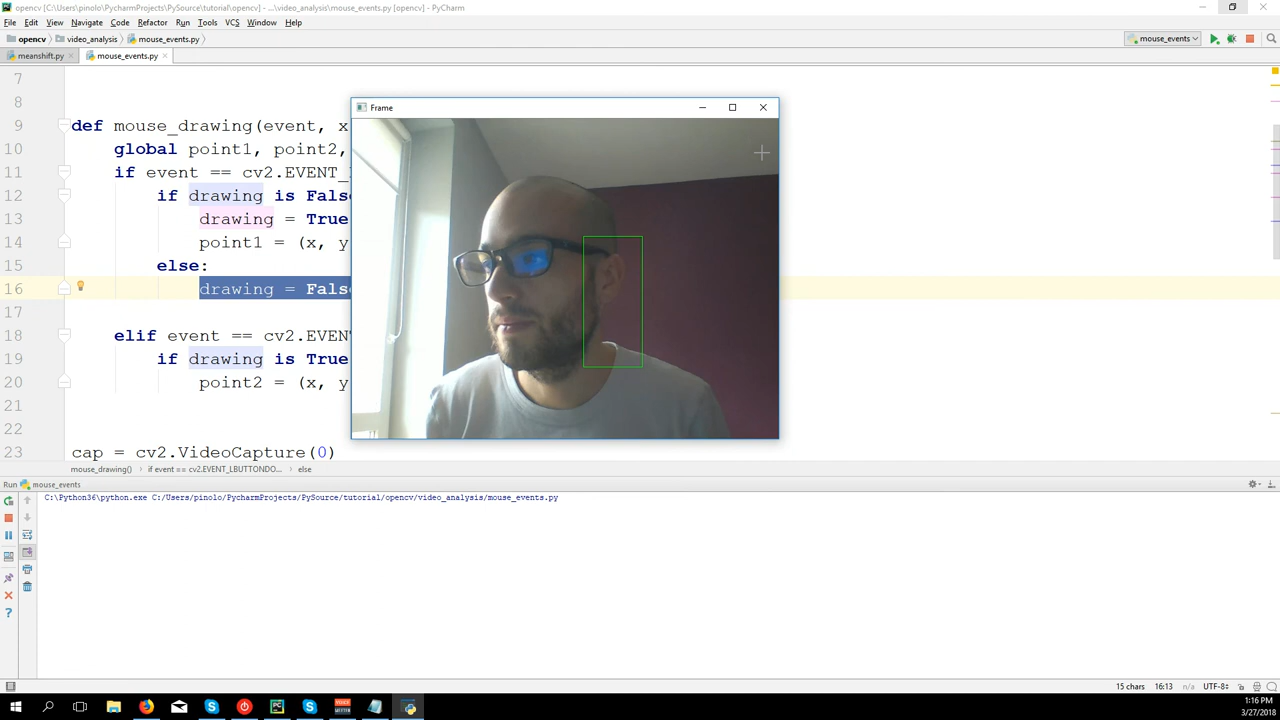 opencv [C:\Users\pinolo\PycharmProjects\PySource\tutorial\opencv] - ...\video_analysis\mouse_events.py [opencv] - PyCharm
File Edit View Navigate Code Refactor Run Tools VCS Window Help
opencv video_analysis mouse_events.py mouse_events
meanshift.py mouse_events.py
7
8 Frame
9 def mouse_drawing(event, x
10 global point1, point2,
11 if event == cv2.EVENT_
12 if drawing is Fals
13 drawing = True
14 point1 = (x, y
15 else:
16 drawing = Fals
17
18 elif event == cv2.EVEN
19 if drawing is True
20 point2 = (x, y
21
22
23 cap = cv2.VideoCapture(0)
mouse_drawing() if event == cv2.EVENT_LBUTTONDO... else
Run mouse_events
C:\Python36\python.exe C:/Users/pinolo/PycharmProjects/PySource/tutorial/opencv/video_analysis/mouse_events.py
15 chars 16:13 n/a UTF-8
1:16 PM
3/27/2018